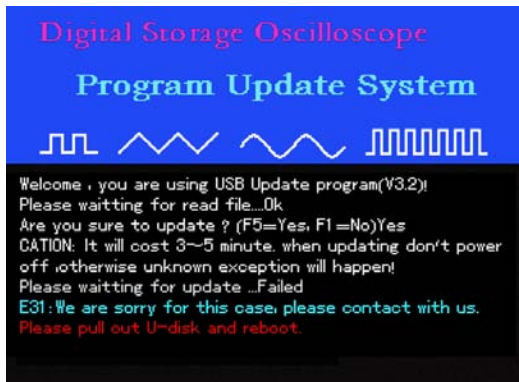 Digital Storage Oscilloscope
Program Update System
Welcome , you are using USB Update program(V3.2)!
Please waitting for read file....Ok
Are you sure to update ? (F5=Yes, F1=No)Yes
CATION: It will cost 3~5 minute. when updating don't power
off ,otherwise unknown exception will happen!
Please waitting for update ...Failed
E31:We are sorry for this case, please contact with us.
Please pull out U-disk and reboot.